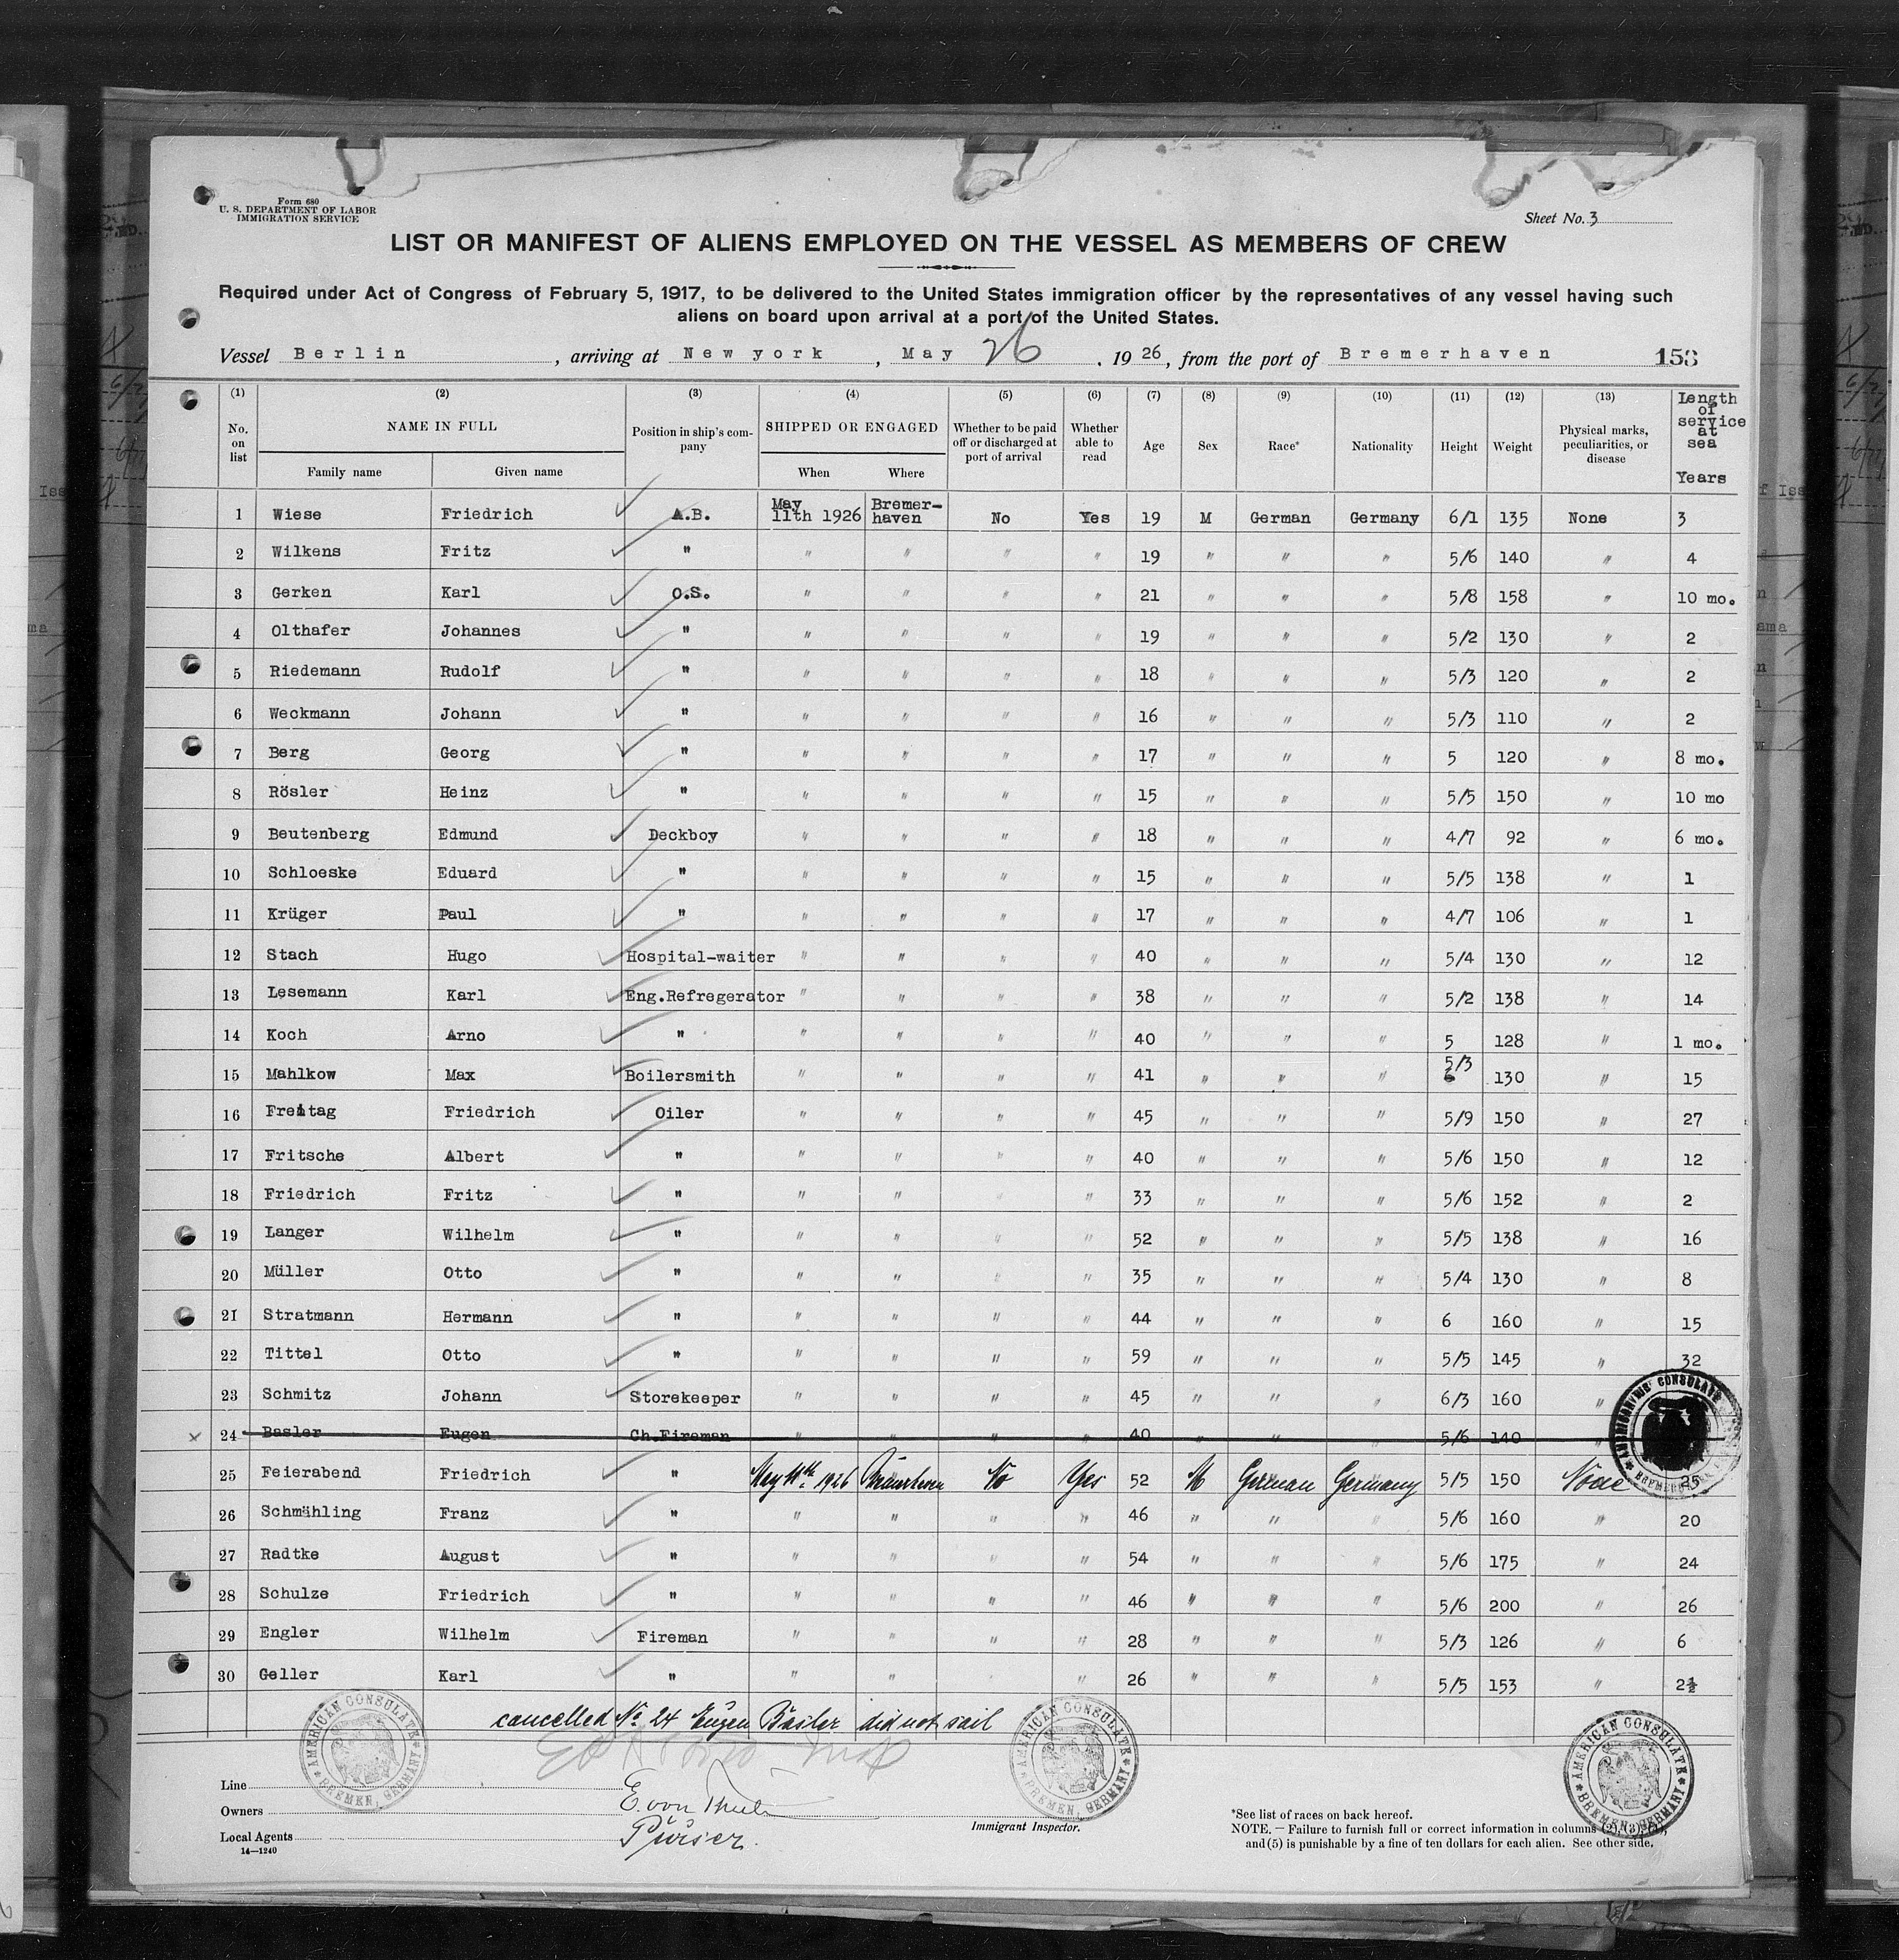 Form 680
U. S. DEPARTMENT OF LABOR
IMMIGRATION SERVICE
Sheet No. 3
LIST OR MANIFEST OF ALIENS EMPLOYED ON THE VESSEL AS MEMBERS OF CREW
Required under Act of Congress of February 5, 1917, to be delivered to the United States immigration officer by the representatives of any vessel having such
aliens on board upon arrival at a port of the United States.
Vessel Berlin, arriving at New york, May 26, 1926, from the port of Bremerhaven 153
(1) (2) (3) (4) (5) (6) (7) (8) (9) (10) (11) (12) (13)
No. on list NAME IN FULL Family name Given name Position in ship's company SHIPPED OR ENGAGED When Where Whether to be paid off or discharged at port of arrival Whether able to read Age Sex Race* Nationality Height Weight Physical marks, peculiarities, or disease Length of service at sea Years
1 Wiese Friedrich A.B. May 11th 1926 Bremer-haven No Yes 19 M German Germany 6/1 135 None 3
2 Wilkens Fritz " " " " " 19 " " " 5/6 140 " 4
3 Gerken Karl O.S. " " " " 21 " " " 5/8 158 " 10 mo.
4 Olthafer Johannes " " " " " 19 " " " 5/2 130 " 2
5 Riedemann Rudolf " " " " " 18 " " " 5/3 120 " 2
6 Weckmann Johann " " " " " 16 " " " 5/3 110 " 2
7 Berg Georg " " " " " 17 " " " 5 120 " 8 mo.
8 Rösler Heinz " " " " " 15 " " " 5/5 150 " 10 mo
9 Beutenberg Edmund Deckboy " " " " 18 " " " 4/7 92 " 6 mo.
10 Schloeske Eduard " " " " " 15 " " " 5/5 138 " 1
11 Krüger Paul " " " " " 17 " " " 4/7 106 " 1
12 Stach Hugo Hospital-waiter " " " " 40 " " " 5/4 130 " 12
13 Lesemann Karl Eng.Refregerator " " " " 38 " " " 5/2 138 " 14
14 Koch Arno " " " " " 40 " " " 5 128 " 1 mo.
15 Mahlkow Max Boilersmith " " " " 41 " " " 5/3 130 " 15
16 Freitag Friedrich Oiler " " " " 45 " " " 5/9 150 " 27
17 Fritsche Albert " " " " " 40 " " " 5/6 150 " 12
18 Friedrich Fritz " " " " " 33 " " " 5/6 152 " 2
19 Langer Wilhelm " " " " " 52 " " " 5/5 138 " 16
20 Müller Otto " " " " " 35 " " " 5/4 130 " 8
21 Stratmann Hermann " " " " " 44 " " " 6 160 " 15
22 Tittel Otto " " " " " 59 " " " 5/5 145 " 32
23 Schmitz Johann Storekeeper " " " " 45 " " " 6/3 160 "
24 Basler Eugen Ch.Fireman " " " " 40 " " " 5/6 140 "
25 Feierabend Friedrich " May 11th 1926 Bremerhaven No Yes 52 M German Germany 5/5 150 None 25
26 Schmähling Franz " " " " " 46 " " " 5/6 160 " 20
27 Radtke August " " " " " 54 " " " 5/6 175 " 24
28 Schulze Friedrich " " " " " 46 " " " 5/6 200 " 26
29 Engler Wilhelm Fireman " " " " 28 " " " 5/3 126 " 6
30 Geller Karl " " " " 26 " " " 5/5 153 " 2½
cancelled No. 24 Eugen Basler did not sail
AMERICAN CONSULATE BREMEN, GERMANY
AMERICAN CONSULATE BREMEN, GERMANY
AMERICAN CONSULATE BREMEN, GERMANY
Line
E. von
Owners
Purser.
Local Agents
14—1240
Immigrant Inspector.
*See list of races on back hereof.
NOTE. — Failure to furnish full or correct information in columns (2), (3),
and (5) is punishable by a fine of ten dollars for each alien. See other side.